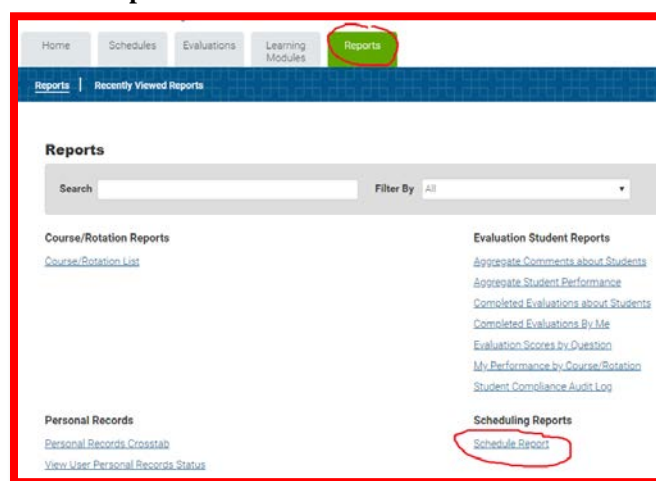 Home Schedules Evaluations Learning Modules Reports
Reports | Recently Viewed Reports
Reports
Search Filter By All
Course/Rotation Reports
Course/Rotation List
Evaluation Student Reports
Aggregate Comments about Students
Aggregate Student Performance
Completed Evaluations about Students
Completed Evaluations By Me
Evaluation Scores by Question
My Performance by Course/Rotation
Student Compliance Audit Log
Personal Records
Personal Records Crosstab
View User Personal Records Status
Scheduling Reports
Schedule Report